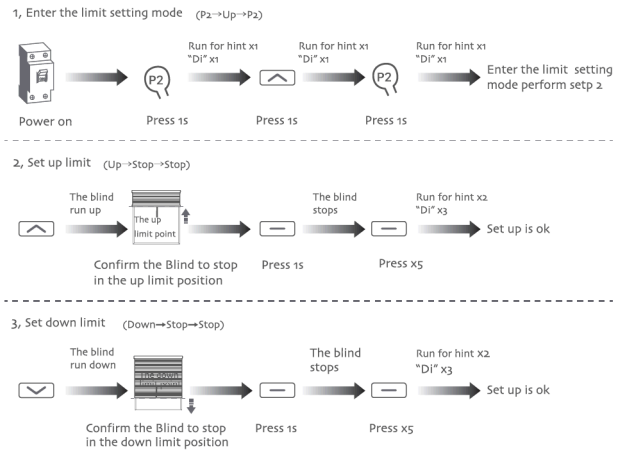 1, Enter the limit setting mode (P2→Up→P2)
Run for hint x1
"Di" x1
Run for hint x1
"Di" x1
Run for hint x1
"Di" x1
P2
P2
Enter the limit setting
mode perform setp 2
Power on
Press 1s
Press 1s
Press 1s
2, Set up limit (Up→Stop→Stop)
The blind
run up
The up
limit point
The blind
stops
Run for hint x2
"Di" x3
Set up is ok
Confirm the Blind to stop
in the up limit position
Press 1s
Press x5
3, Set down limit (Down→Stop→Stop)
The blind
run down
The down
limit point
The blind
stops
Run for hint x2
"Di" x3
Set up is ok
Confirm the Blind to stop
in the down limit position
Press 1s
Press x5